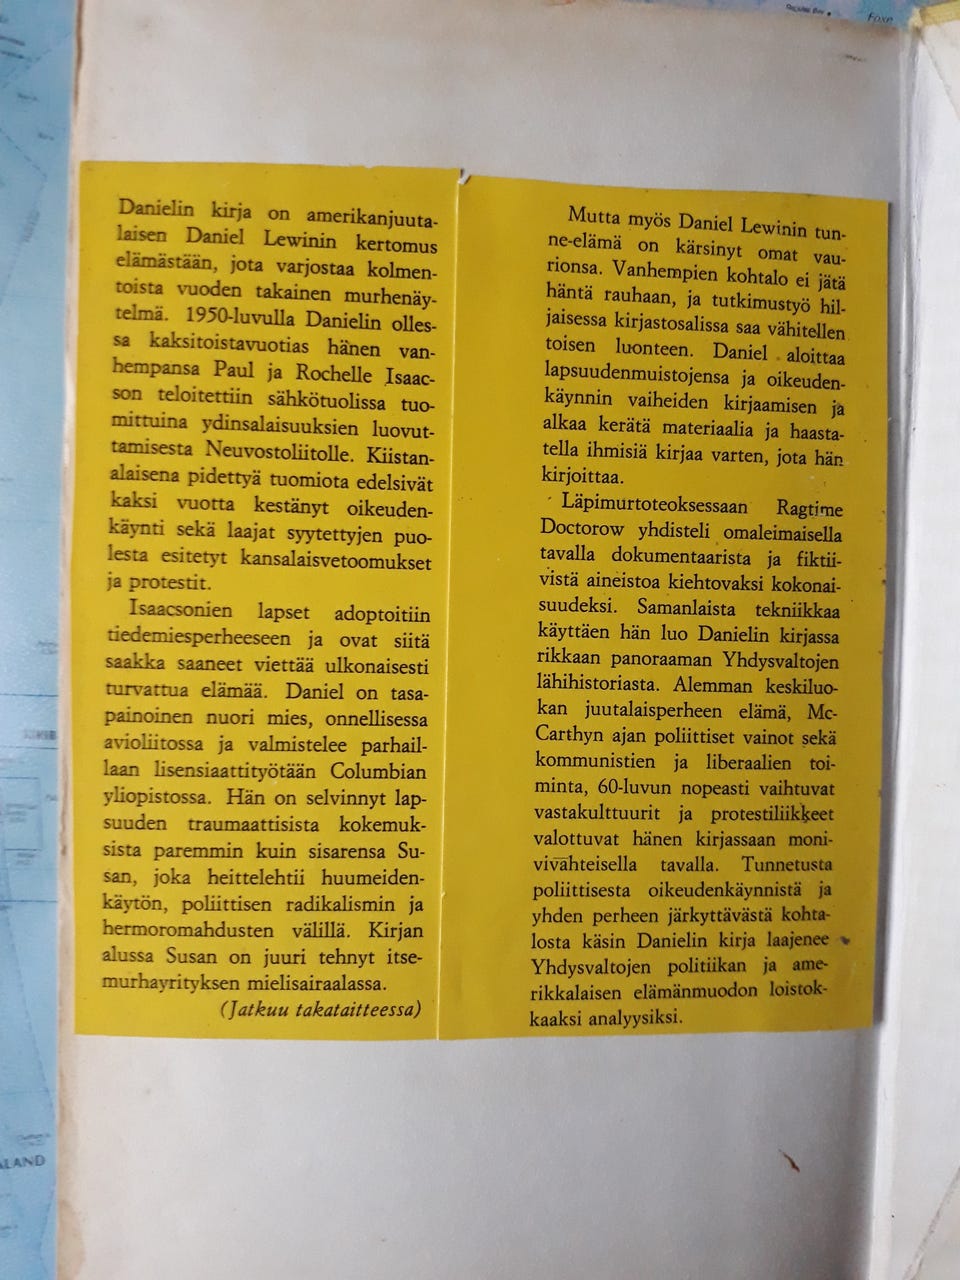 Danielin kirja on amerikanjuuta-
laisen Daniel Lewinin kertomus
elämästään, jota varjostaa kolmen-
toista vuoden takainen murhenäy-
telmä. 1950-luvulla Danielin olles-
sa kaksitoistavuotias hänen van-
hempansa Paul ja Rochelle Isaac-
son teloitettiin sähkötuolissa tuo-
mittuina ydinsalaisuuksien luovut-
tamisesta Neuvostoliitolle. Kiistan-
alaisena pidettyä tuomiota edelsivät
kaksi vuotta kestänyt oikeuden-
käynti sekä laajat syytettyjen puo-
lesta esitetyt kansalaisvetoomukset
ja protestit.
Isaacsonien lapset adoptoitiin
tiedemiesperheeseen ja ovat siitä
saakka saaneet viettää ulkonaisesti
turvattua elämää. Daniel on tasa-
painoinen nuori mies, onnellisessa
avioliitossa ja valmistelee parhail-
laan lisensiaattityötään Columbian
yliopistossa. Hän on selvinnyt lap-
suuden traumaattisista kokemuk-
sista paremmin kuin sisarensa Su-
san, joka heittelehtii huumeiden-
käytön, poliittisen radikalismin ja
hermoromahdusten välillä. Kirjan
alussa Susan on juuri tehnyt itse-
murhayrityksen mielisairaalassa.
(Jatkuu takataitteessa)
Mutta myös Daniel Lewinin tun-
ne-elämä on kärsinyt omat vau-
rionsa. Vanhempien kohtalo ei jätä
häntä rauhaan, ja tutkimustyö hil-
jaisessa kirjastosalissa saa vähitellen
toisen luonteen. Daniel aloittaa
lapsuudenmuistojensa ja oikeuden-
käynnin vaiheiden kirjaamisen ja
alkaa kerätä materiaalia ja haasta-
tella ihmisiä kirjaa varten, jota hän
kirjoittaa.
Läpimurtoteoksessaan Ragtime
Doctorow yhdisteli omaleimaisella
tavalla dokumentaarista ja fiktii-
vistä aineistoa kiehtovaksi kokonai-
suudeksi. Samanlaista tekniikkaa
käyttäen hän luo Danielin kirjassa
rikkaan panoraaman Yhdysvaltojen
lähihistoriasta. Alemman keskiluo-
kan juutalaisperheen elämä, Mc-
Carthyn ajan poliittiset vainot sekä
kommunistien ja liberaalien toi-
minta, 60-luvun nopeasti vaihtuvat
vastakulttuurit ja protestiliikkeet
valottuvat hänen kirjassaan moni-
vivahteisella tavalla. Tunnetusta
poliittisesta oikeudenkäynnistä ja
yhden perheen järkyttävästä kohta-
losta käsin Danielin kirja laajenee
Yhdysvaltojen politiikan ja ame-
rikkalaisen elämänmuodon loistok-
kaaksi analyysiksi.